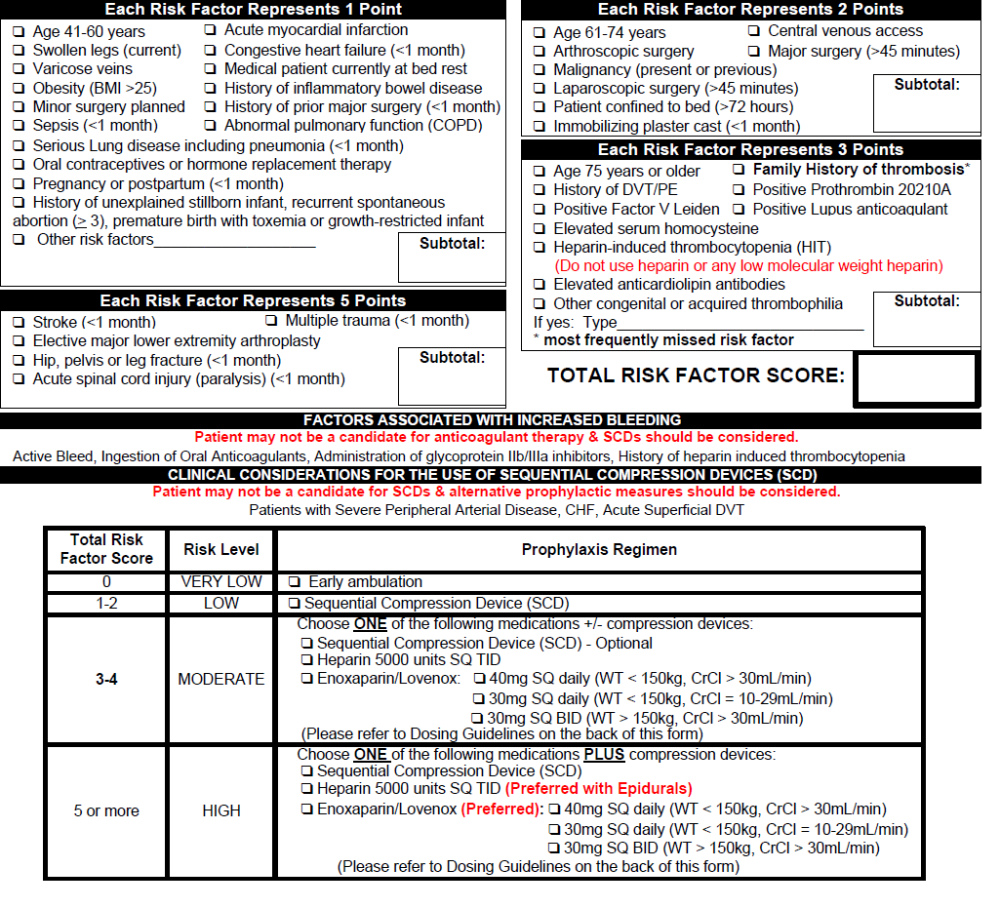 Each Risk Factor Represents 1 Point
❑ Age 41-60 years ❑ Acute myocardial infarction
❑ Swollen legs (current) ❑ Congestive heart failure (<1 month)
❑ Varicose veins ❑ Medical patient currently at bed rest
❑ Obesity (BMI >25) ❑ History of inflammatory bowel disease
❑ Minor surgery planned ❑ History of prior major surgery (<1 month)
❑ Sepsis (<1 month) ❑ Abnormal pulmonary function (COPD)
❑ Serious Lung disease including pneumonia (<1 month)
❑ Oral contraceptives or hormone replacement therapy
❑ Pregnancy or postpartum (<1 month)
❑ History of unexplained stillborn infant, recurrent spontaneous
abortion (≥ 3), premature birth with toxemia or growth-restricted infant
❑ Other risk factors____________________
Subtotal:
Each Risk Factor Represents 5 Points
❑ Stroke (<1 month) ❑ Multiple trauma (<1 month)
❑ Elective major lower extremity arthroplasty
❑ Hip, pelvis or leg fracture (<1 month)
❑ Acute spinal cord injury (paralysis) (<1 month)
Subtotal:
Each Risk Factor Represents 2 Points
❑ Age 61-74 years ❑ Central venous access
❑ Arthroscopic surgery ❑ Major surgery (>45 minutes)
❑ Malignancy (present or previous)
❑ Laparoscopic surgery (>45 minutes)
❑ Patient confined to bed (>72 hours)
❑ Immobilizing plaster cast (<1 month)
Subtotal:
Each Risk Factor Represents 3 Points
❑ Age 75 years or older ❑ Family History of thrombosis*
❑ History of DVT/PE ❑ Positive Prothrombin 20210A
❑ Positive Factor V Leiden ❑ Positive Lupus anticoagulant
❑ Elevated serum homocysteine
❑ Heparin-induced thrombocytopenia (HIT)
(Do not use heparin or any low molecular weight heparin)
❑ Elevated anticardiolipin antibodies
❑ Other congenital or acquired thrombophilia
If yes: Type____________________
* most frequently missed risk factor
Subtotal:
TOTAL RISK FACTOR SCORE:
FACTORS ASSOCIATED WITH INCREASED BLEEDING
Patient may not be a candidate for anticoagulant therapy & SCDs should be considered.
Active Bleed, Ingestion of Oral Anticoagulants, Administration of glycoprotein IIb/IIIa inhibitors, History of heparin induced thrombocytopenia
CLINICAL CONSIDERATIONS FOR THE USE OF SEQUENTIAL COMPRESSION DEVICES (SCD)
Patient may not be a candidate for SCDs & alternative prophylactic measures should be considered.
Patients with Severe Peripheral Arterial Disease, CHF, Acute Superficial DVT
Total Risk Factor Score Risk Level Prophylaxis Regimen
0 VERY LOW ❑ Early ambulation
1-2 LOW ❑ Sequential Compression Device (SCD)
3-4 MODERATE
Choose ONE of the following medications +/- compression devices:
❑ Sequential Compression Device (SCD) - Optional
❑ Heparin 5000 units SQ TID
❑ Enoxaparin/Lovenox: ❑ 40mg SQ daily (WT < 150kg, CrCl > 30mL/min)
❑ 30mg SQ daily (WT < 150kg, CrCl = 10-29mL/min)
❑ 30mg SQ BID (WT > 150kg, CrCl > 30mL/min)
(Please refer to Dosing Guidelines on the back of this form)
5 or more HIGH
Choose ONE of the following medications PLUS compression devices:
❑ Sequential Compression Device (SCD)
❑ Heparin 5000 units SQ TID (Preferred with Epidurals)
❑ Enoxaparin/Lovenox (Preferred): ❑ 40mg SQ daily (WT < 150kg, CrCl > 30mL/min)
❑ 30mg SQ daily (WT < 150kg, CrCl = 10-29mL/min)
❑ 30mg SQ BID (WT > 150kg, CrCl > 30mL/min)
(Please refer to Dosing Guidelines on the back of this form)